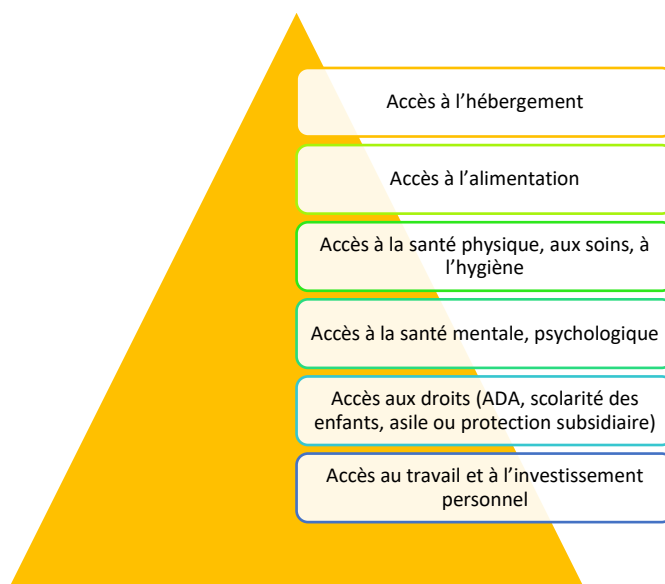 Accès à l’hébergement
Accès à l’alimentation
Accès à la santé physique, aux soins, à
l’hygiène
Accès à la santé mentale, psychologique
Accès aux droits (ADA, scolarité des
enfants, asile ou protection subsidiaire)
Accès au travail et à l’investissement
personnel